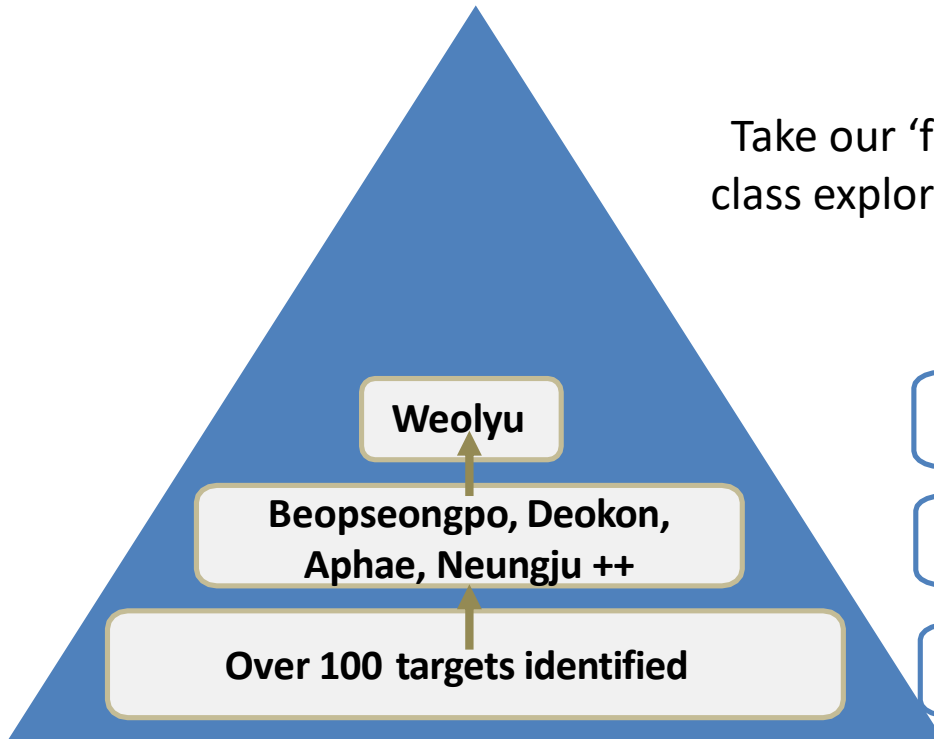 Take our ‘f
class explor
Weolyu
Beopseongpo, Deokon,
Aphae, Neungju ++
Over 100 targets identified